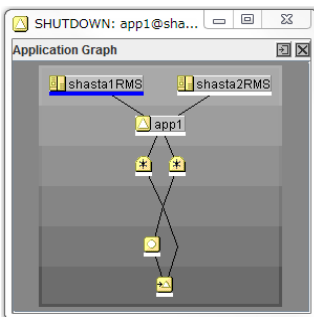 SHUTDOWN: app1@sha...
Application Graph
shasta1RMS shasta2RMS
app1